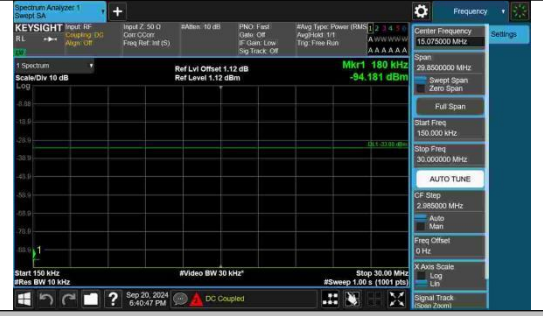 Spectrum Analyzer 1
Swept SA
+
Frequency
KEYSIGHT
Input: RF
Input Z: 50 Ω
#Atten: 10 dB
PNO: Fast
#Avg Type: Power (RMS)
1 2 3 4 5 6
RL
Coupling: DC
Corr CCorr
Gate: Off
Avg|Hold: 1/1
A W W W W W
Align: Off
Freq Ref: Int (S)
IF Gain: Low
Trig: Free Run
Sig Track: Off
A A A A A A
1 Spectrum
Ref Lvl Offset 1.12 dB
Mkr1 180 kHz
Scale/Div 10 dB
Ref Level 1.12 dBm
-94.181 dBm
Log
1
Start 150 kHz
#Video BW 30 kHz*
Stop 30.00 MHz
#Res BW 10 kHz
#Sweep 1.00 s (1001 pts)
?
Sep 20, 2024
6:40:47 PM
DC Coupled
Settings
Center Frequency
15.075000 MHz
Span
29.8500000 MHz
Swept Span
Zero Span
Full Span
Start Freq
150.000 kHz
Stop Freq
30.000000 MHz
AUTO TUNE
CF Step
2.985000 MHz
Auto
Man
Freq Offset
0 Hz
X Axis Scale
Log
Lin
Signal Track
(Span Zoom)